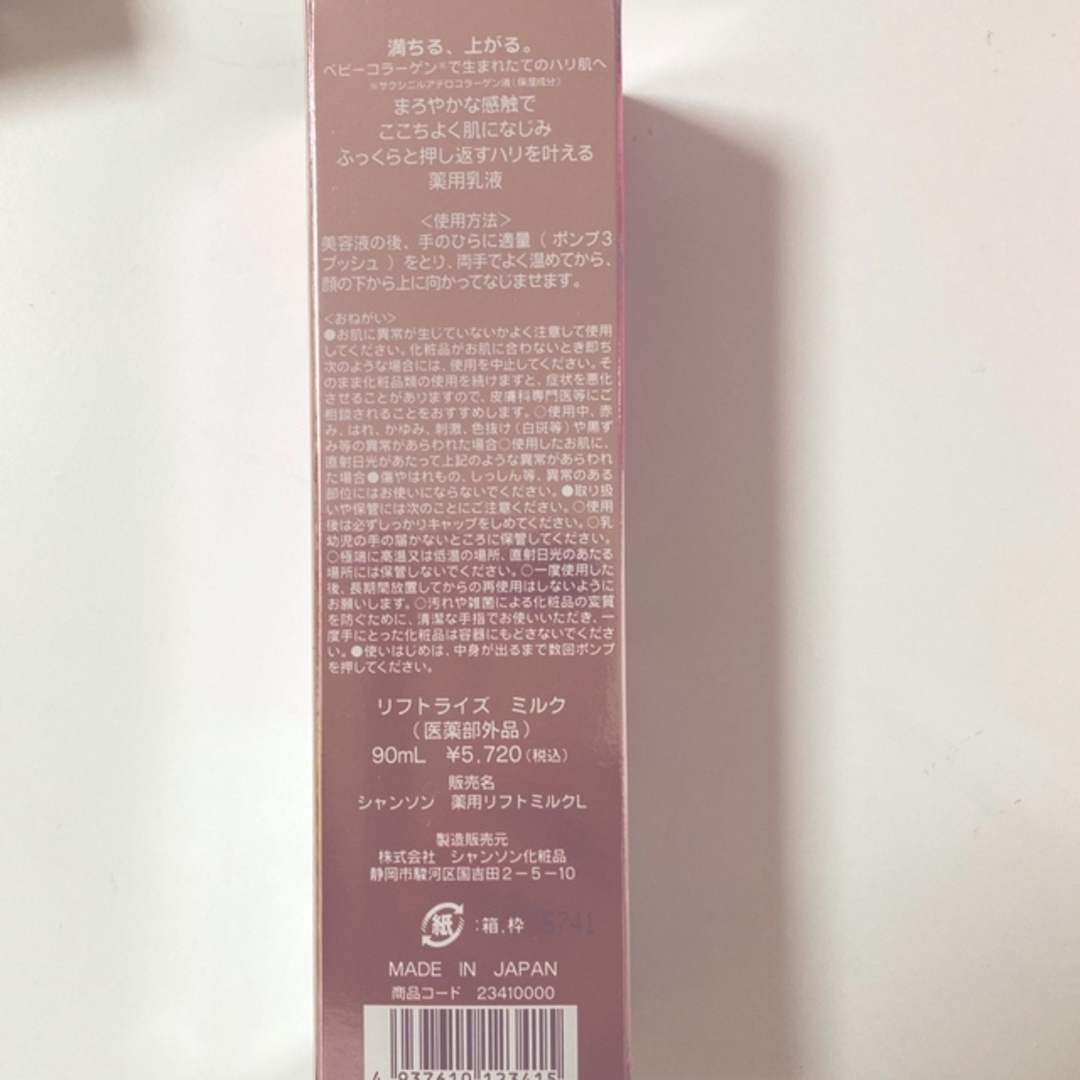 満ちる、上がる。
ベビーコラーゲン※で生まれたてのハリ肌へ
※サクシニルアテロコラーゲン液(保湿成分)
まろやかな感触で
ここちよく肌になじみ
ふっくらと押し返すハリを叶える
薬用乳液
<使用方法>
美容液の後、手のひらに適量(ポンプ3
プッシュ)をとり、両手でよく温めてから、
顔の下から上に向かってなじませます。
<おねがい>
●お肌に異常が生じていないかよく注意して使用
してください。化粧品がお肌に合わないとき即ち
次のような場合には、使用を中止してください。そ
のまま化粧品類の使用を続けますと、症状を悪化
させることがありますので、皮膚科専門医等にご
相談されることをおすすめします。○使用中、赤
み、はれ、かゆみ、刺激、色抜け(白斑等)や黒ず
み等の異常があらわれた場合○使用したお肌に、
直射日光があたって上記のような異常があらわれ
た場合●傷やはれもの、しっしん等、異常のある
部位にはお使いにならないでください。●取り扱
いや保管には次のことにご注意ください。○使用
後は必ずしっかりキャップをしめてください。○乳
幼児の手の届かないところに保管してください。
○極端に高温又は低温の場所、直射日光のあたる
場所には保管しないでください。○一度使用した
後、長期間放置してからの再使用はしないように
お願いします。○汚れや雑菌による化粧品の変質
を防ぐために、清潔な手指でお使いいただき、一
度手にとった化粧品は容器にもどさないでくださ
い。●使いはじめは、中身が出るまで数回ポンプ
を押してください。
リフトライズ ミルク
(医薬部外品)
90mL ¥5,720(税込)
販売名
シャンソン 薬用リフトミルクL
製造販売元
株式会社 シャンソン化粧品
静岡市駿河区国吉田2-5-10
紙 :箱,枠 5741
MADE IN JAPAN
商品コード 23410000
4 937610 123415